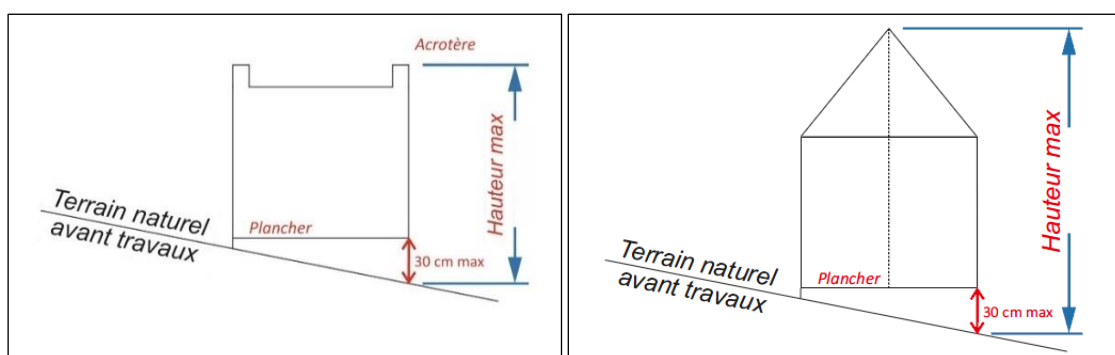 Acrotère
Hauteur max
Terrain naturel
avant travaux
Plancher
30 cm max
Hauteur max
Terrain naturel
avant travaux
Plancher
30 cm max